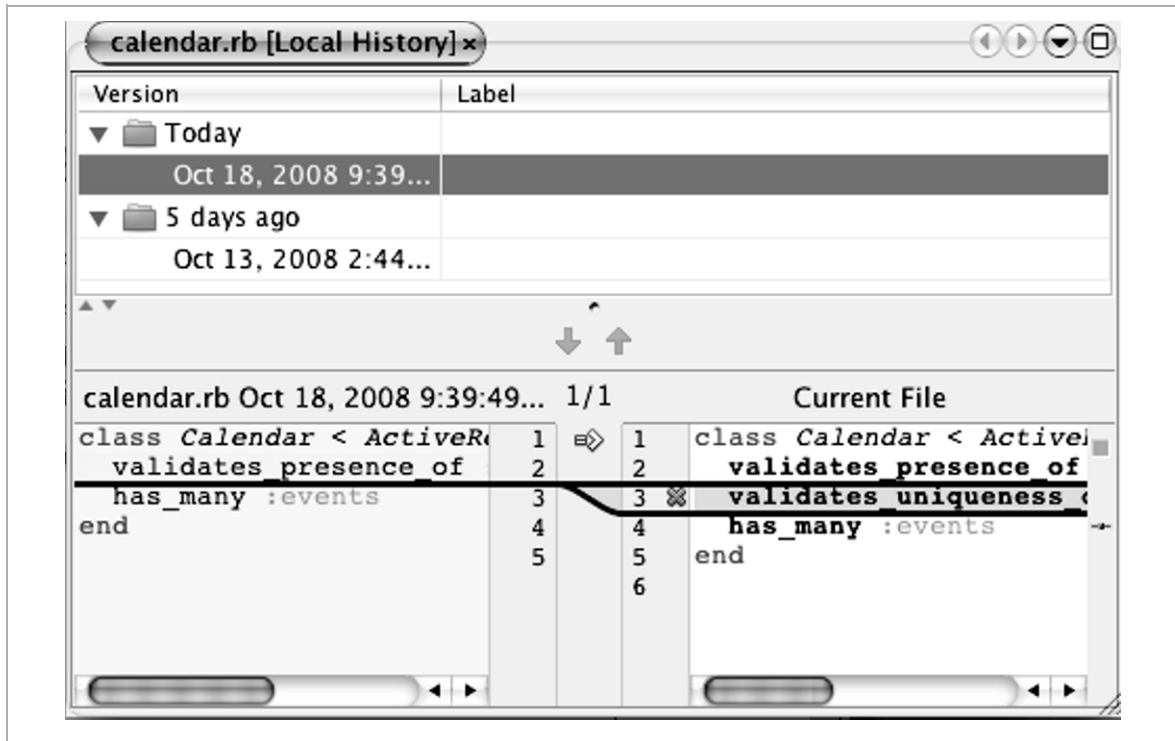 calendar.rb [Local History]
Version Label
Today
Oct 18, 2008 9:39...
5 days ago
Oct 13, 2008 2:44...
calendar.rb Oct 18, 2008 9:39:49... 1/1 Current File
class Calendar < ActiveRe 1 1 class Calendar < Active
validates_presence_of 2 2 validates_presence_of
has_many :events 3 3 validates_uniqueness_
end 4 4 has_many :events
5 5 end
6